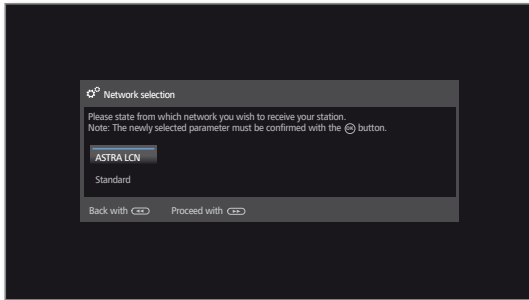 Network selection
Please state from which network you wish to receive your station.
Note: The newly selected parameter must be confirmed with the OK button.
ASTRA LCN
Standard
Back with ◀◀ Proceed with ▶▶